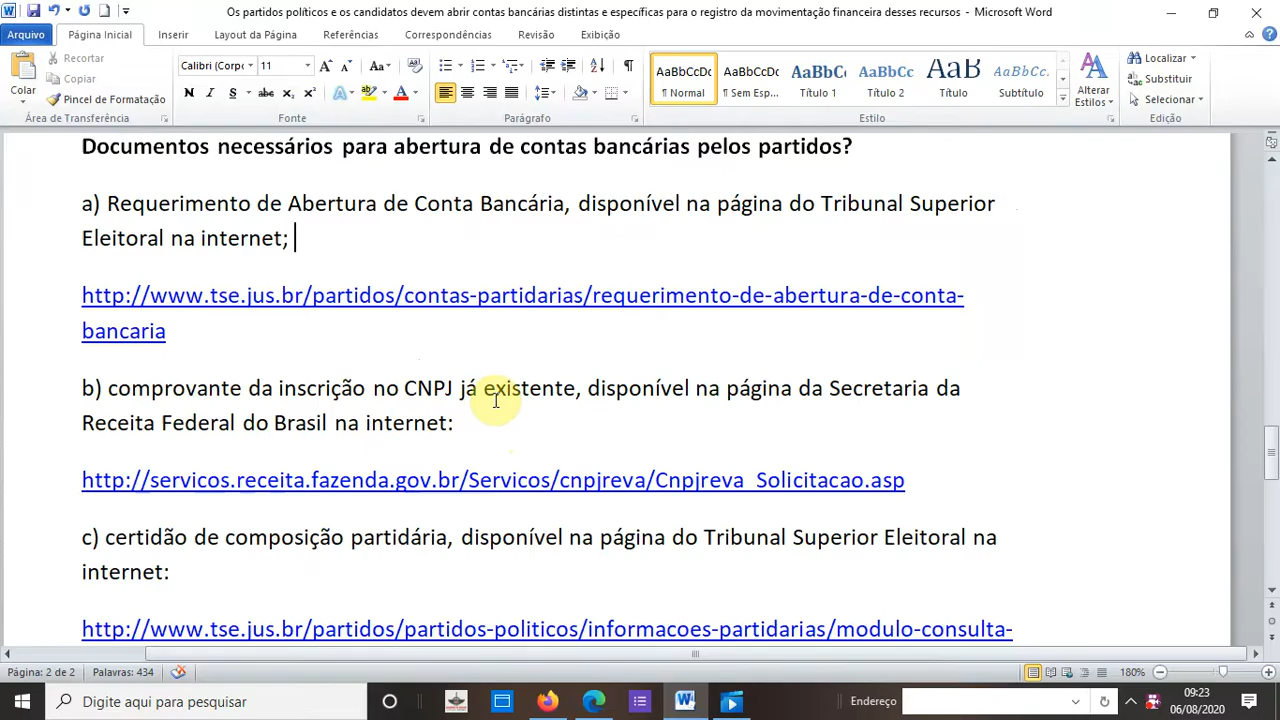 Os partidos políticos e os candidatos devem abrir contas bancárias distintas e específicas para o registro da movimentação financeira desses recursos - Microsoft Word
Arquivo Página Inicial Inserir Layout da Página Referências Correspondências Revisão Exibição
Colar
Recortar
Copiar
Pincel de Formatação
Área de Transferência
Calibri (Corpo 11
Fonte
Parágrafo
AaBbCcDc AaBbCcDc AaBbCc AaBbCc AaBb AaBbCc.
¶ Normal ¶ Sem Esp... Título 1 Título 2 Título Subtítulo
Alterar
Estilos
Estilo
Localizar
Substituir
Selecionar
Edição
Documentos necessários para abertura de contas bancárias pelos partidos?
a) Requerimento de Abertura de Conta Bancária, disponível na página do Tribunal Superior
Eleitoral na internet;
http://www.tse.jus.br/partidos/contas-partidarias/requerimento-de-abertura-de-conta-
bancaria
b) comprovante da inscrição no CNPJ já existente, disponível na página da Secretaria da
Receita Federal do Brasil na internet:
http://servicos.receita.fazenda.gov.br/Servicos/cnpjreva/Cnpjreva_Solicitacao.asp
c) certidão de composição partidária, disponível na página do Tribunal Superior Eleitoral na
internet:
http://www.tse.jus.br/partidos/partidos-politicos/informacoes-partidarias/modulo-consulta-
Página: 2 de 2 Palavras: 434 180%
Digite aqui para pesquisar Endereço 09:23
06/08/2020